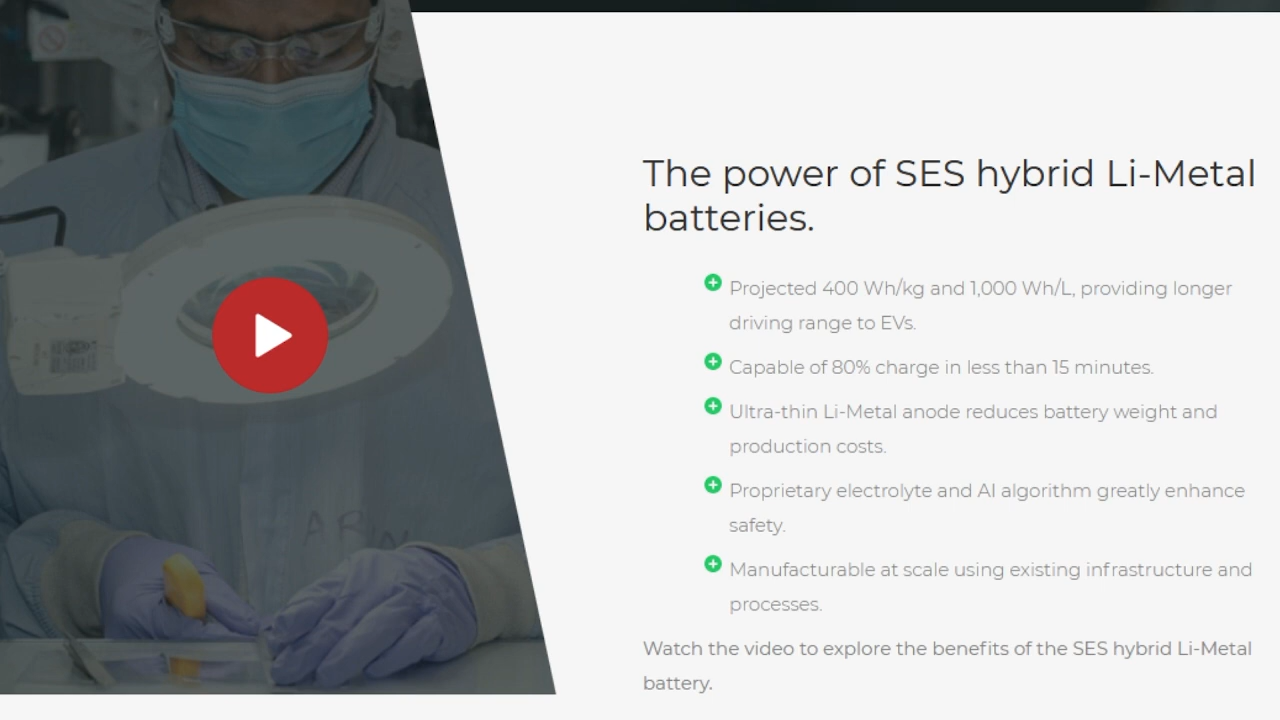 The power of SES hybrid Li-Metal
batteries.
Projected 400 Wh/kg and 1,000 Wh/L, providing longer
driving range to EVs.
Capable of 80% charge in less than 15 minutes.
Ultra-thin Li-Metal anode reduces battery weight and
production costs.
Proprietary electrolyte and AI algorithm greatly enhance
safety.
Manufacturable at scale using existing infrastructure and
processes.
Watch the video to explore the benefits of the SES hybrid Li-Metal
battery.